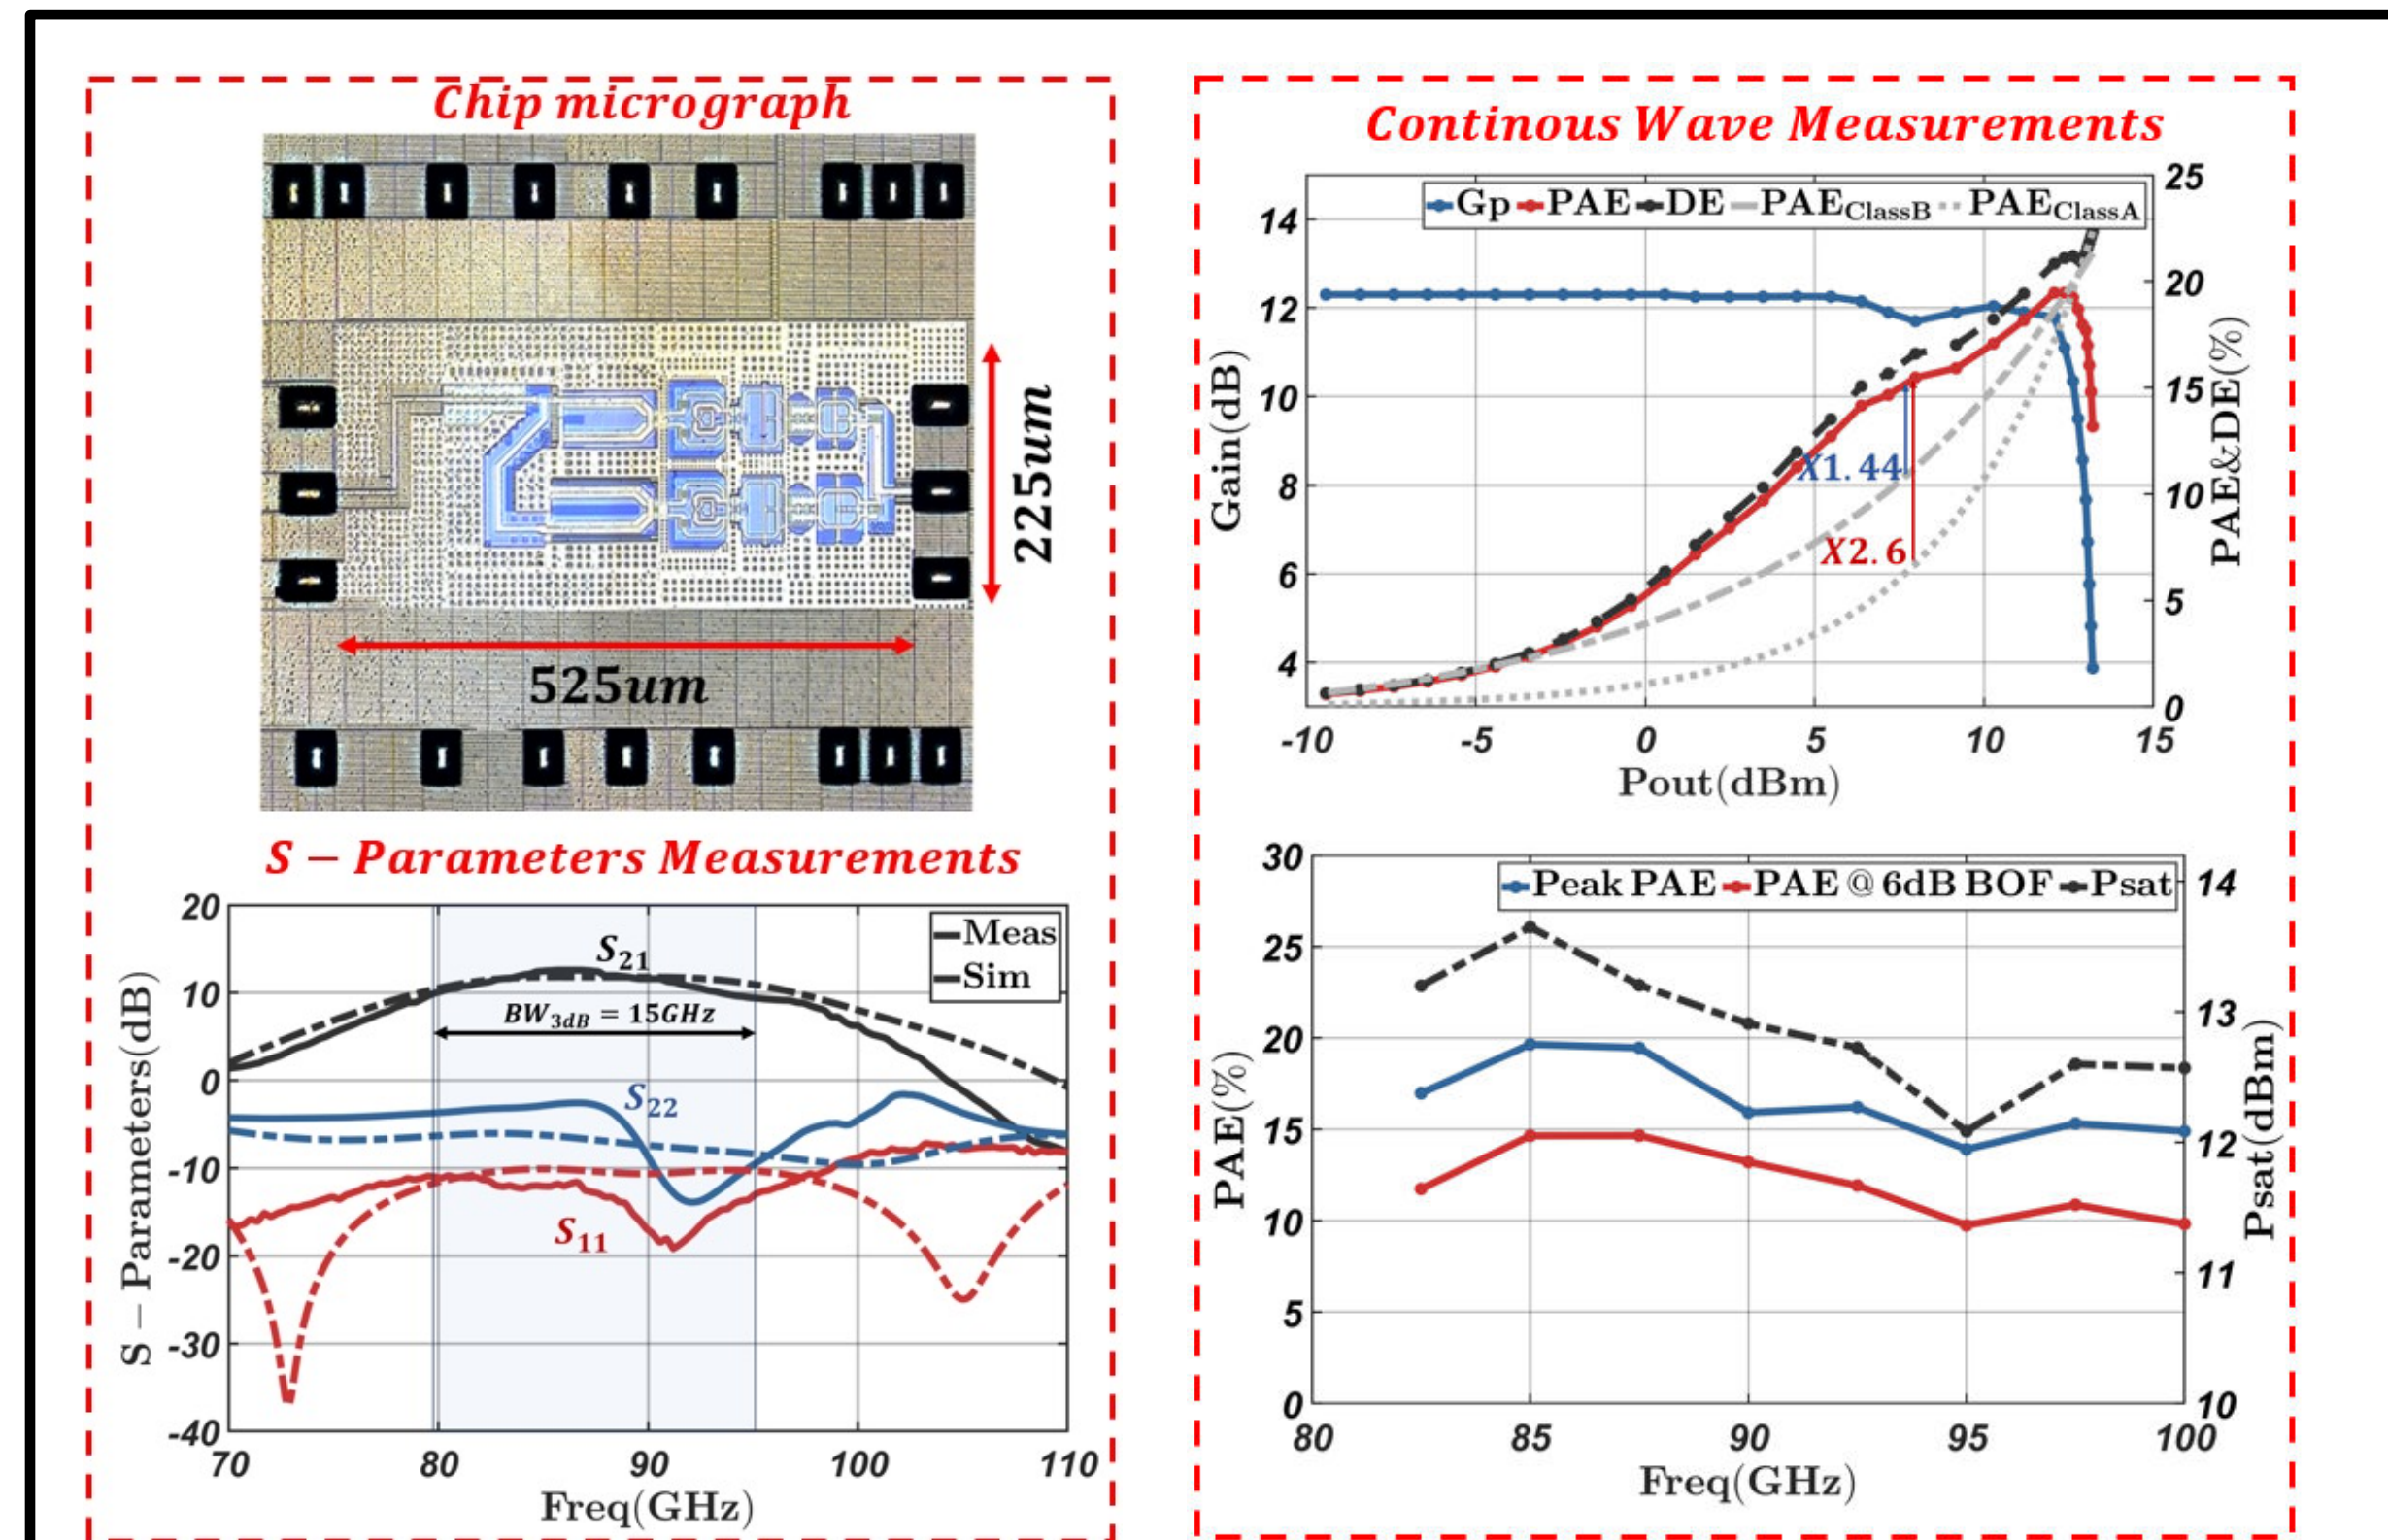 Chip micrograph
225um
525um
S − Parameters Measurements
20
10
0
-10
-20
-30
-40
S − Parameters(dB)
S21
Meas
Sim
BW3dB = 15GHz
S22
S11
70 80 90 100 110
Freq(GHz)
Continous Wave Measurements
14
12
10
8
6
4
Gain(dB)
Gp PAE DE PAEClassB PAEClassA
X1.44
X2.6
25
20
15
10
5
0
PAE&DE(%)
-10 -5 0 5 10 15
Pout(dBm)
30
25
20
15
10
5
0
PAE(%)
Peak PAE PAE @ 6dB BOF Psat
14
13
12
11
10
Psat(dBm)
80 85 90 95 100
Freq(GHz)